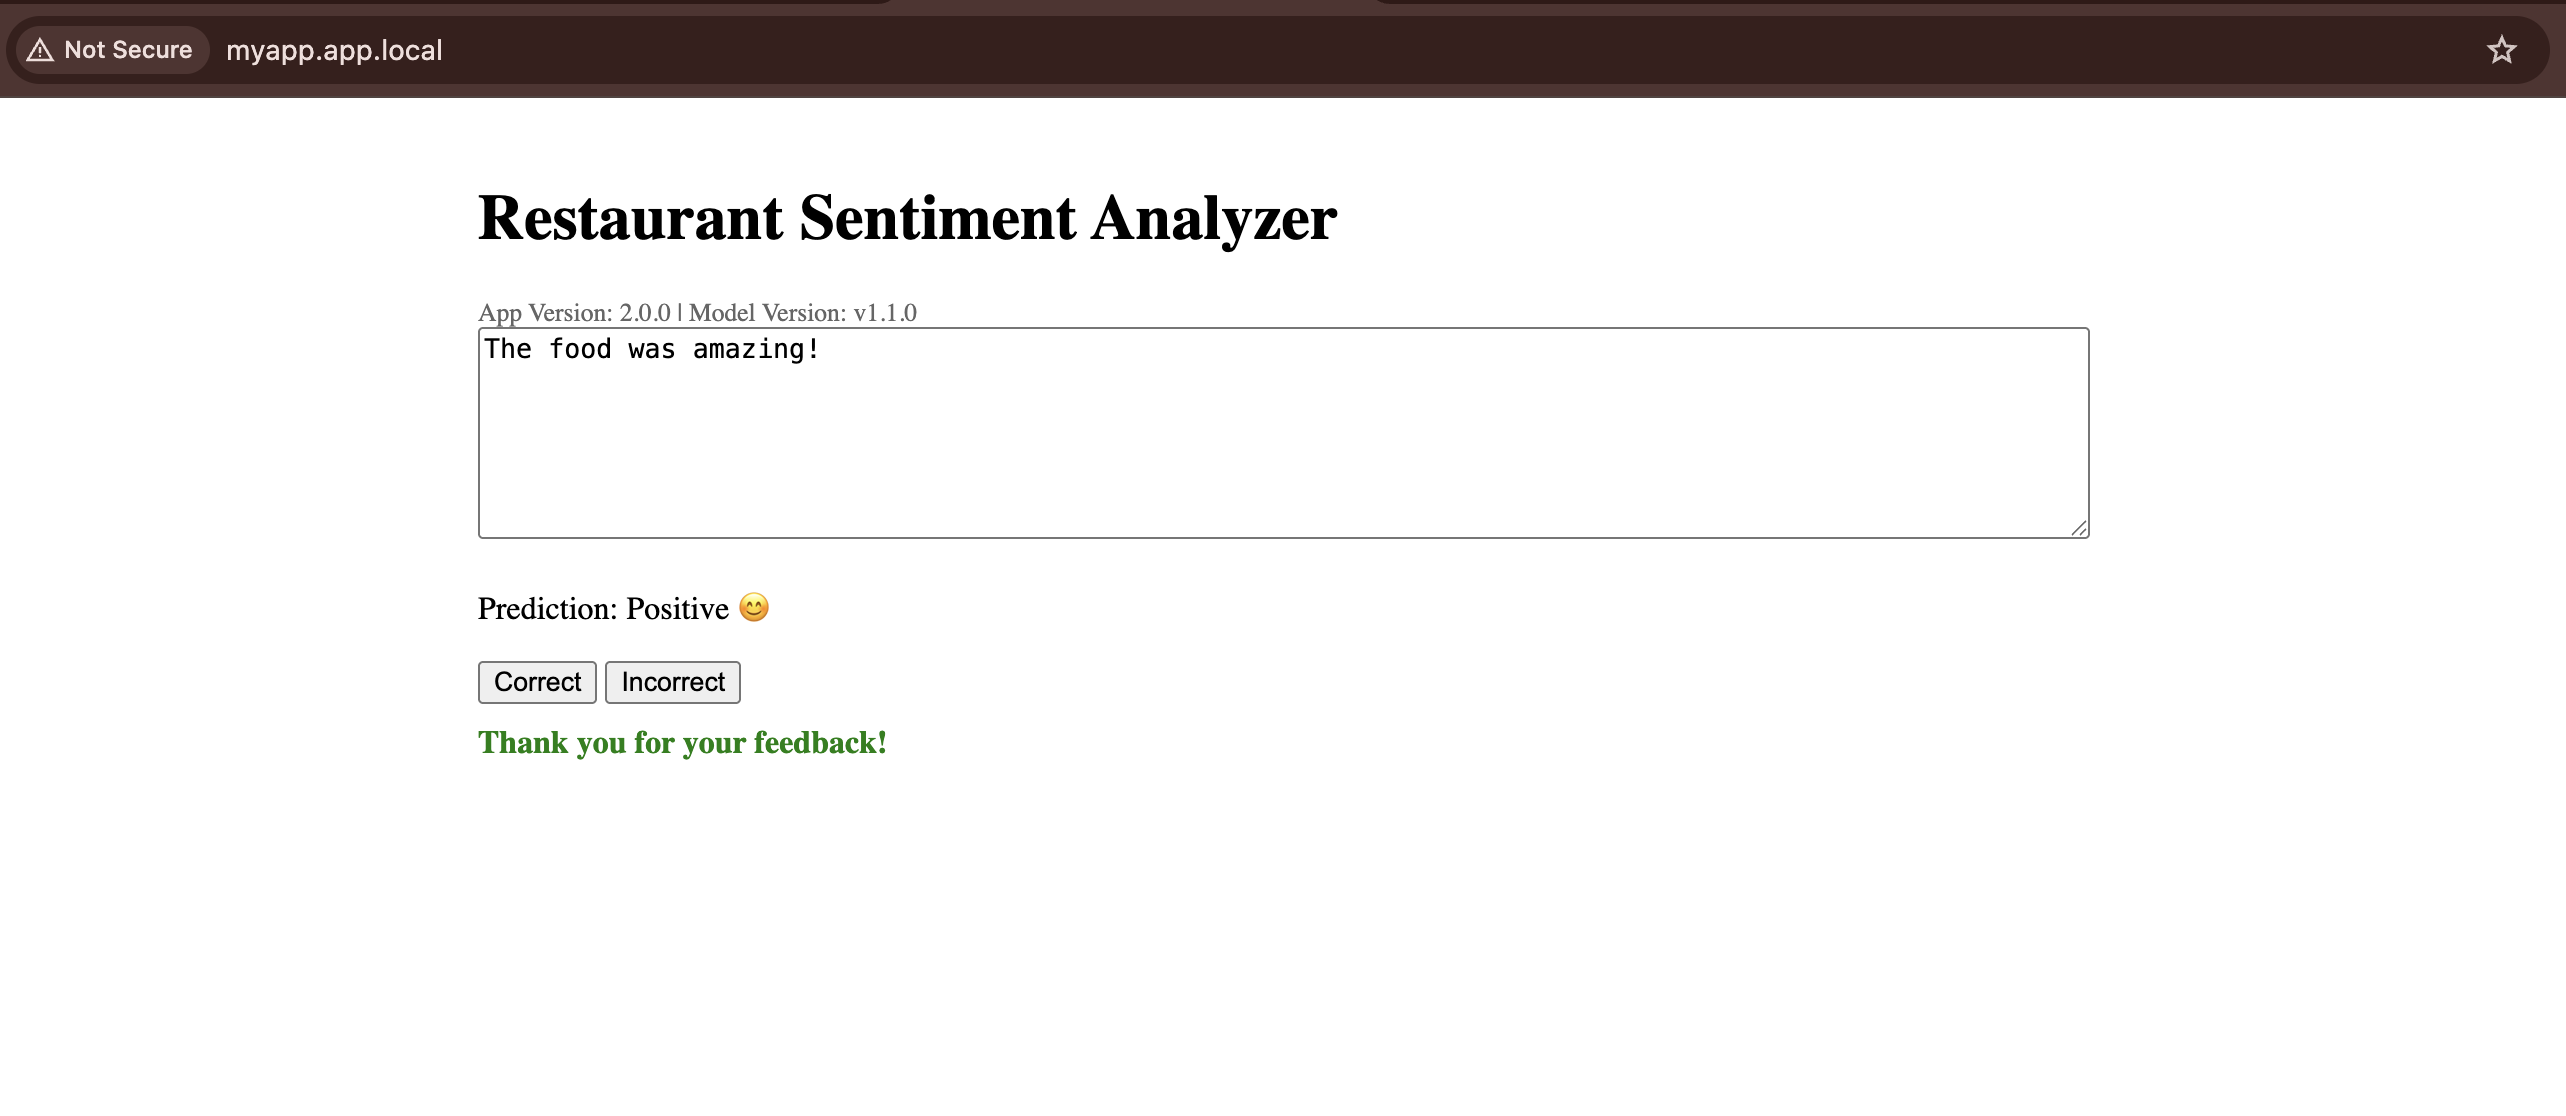 Not Secure myapp.app.local
Restaurant Sentiment Analyzer
App Version: 2.0.0 | Model Version: v1.1.0
The food was amazing!
Prediction: Positive 😊
Correct Incorrect
Thank you for your feedback!